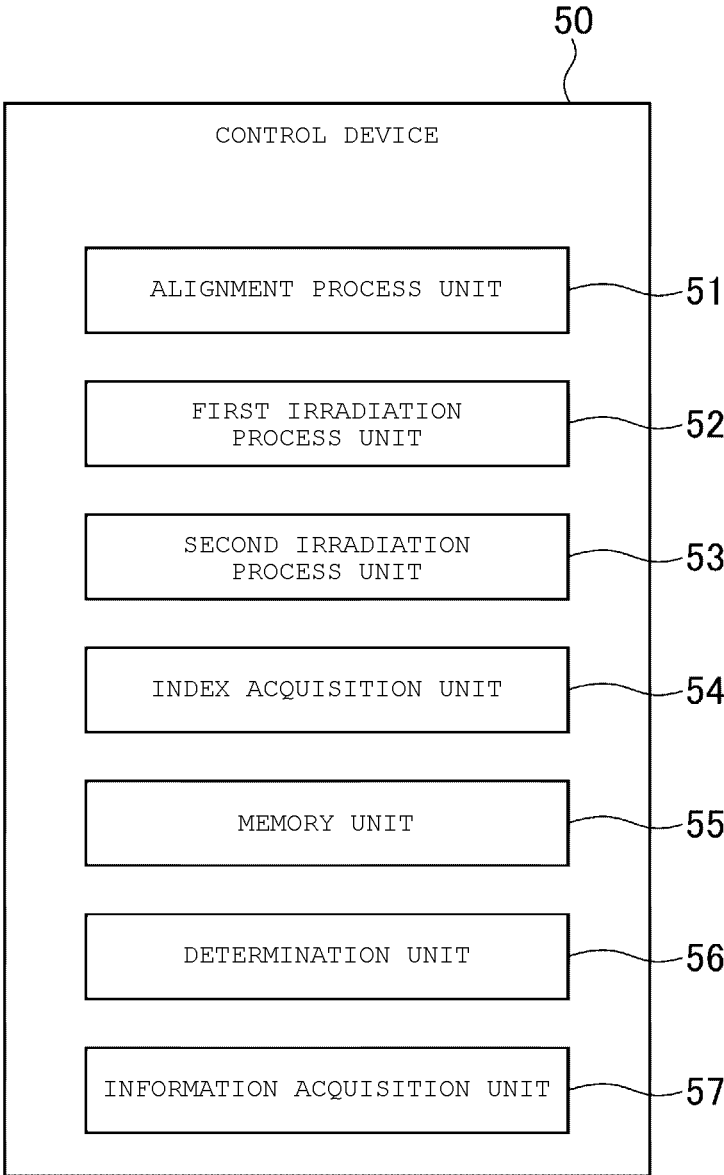 50
CONTROL DEVICE
ALIGNMENT PROCESS UNIT
51
FIRST IRRADIATION
PROCESS UNIT
52
SECOND IRRADIATION
PROCESS UNIT
53
INDEX ACQUISITION UNIT
54
MEMORY UNIT
55
DETERMINATION UNIT
56
INFORMATION ACQUISITION UNIT
57